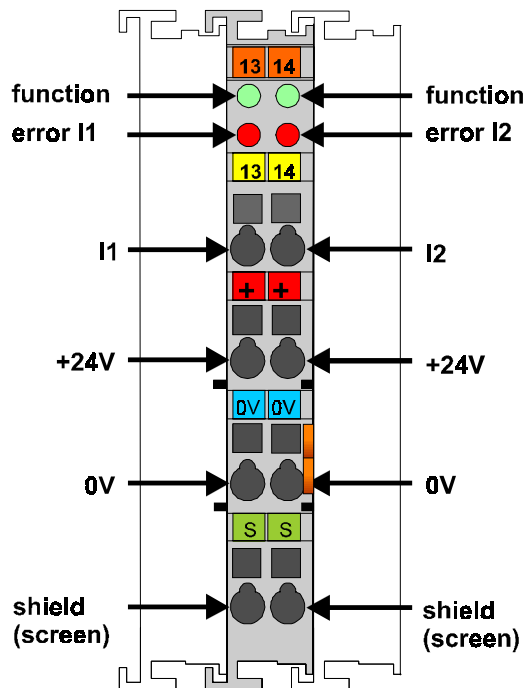 13 14
function function
error I1 error I2
13 14
I1 I2
+ +
+24V +24V
0V 0V
0V 0V
S S
shield shield
(screen) (screen)